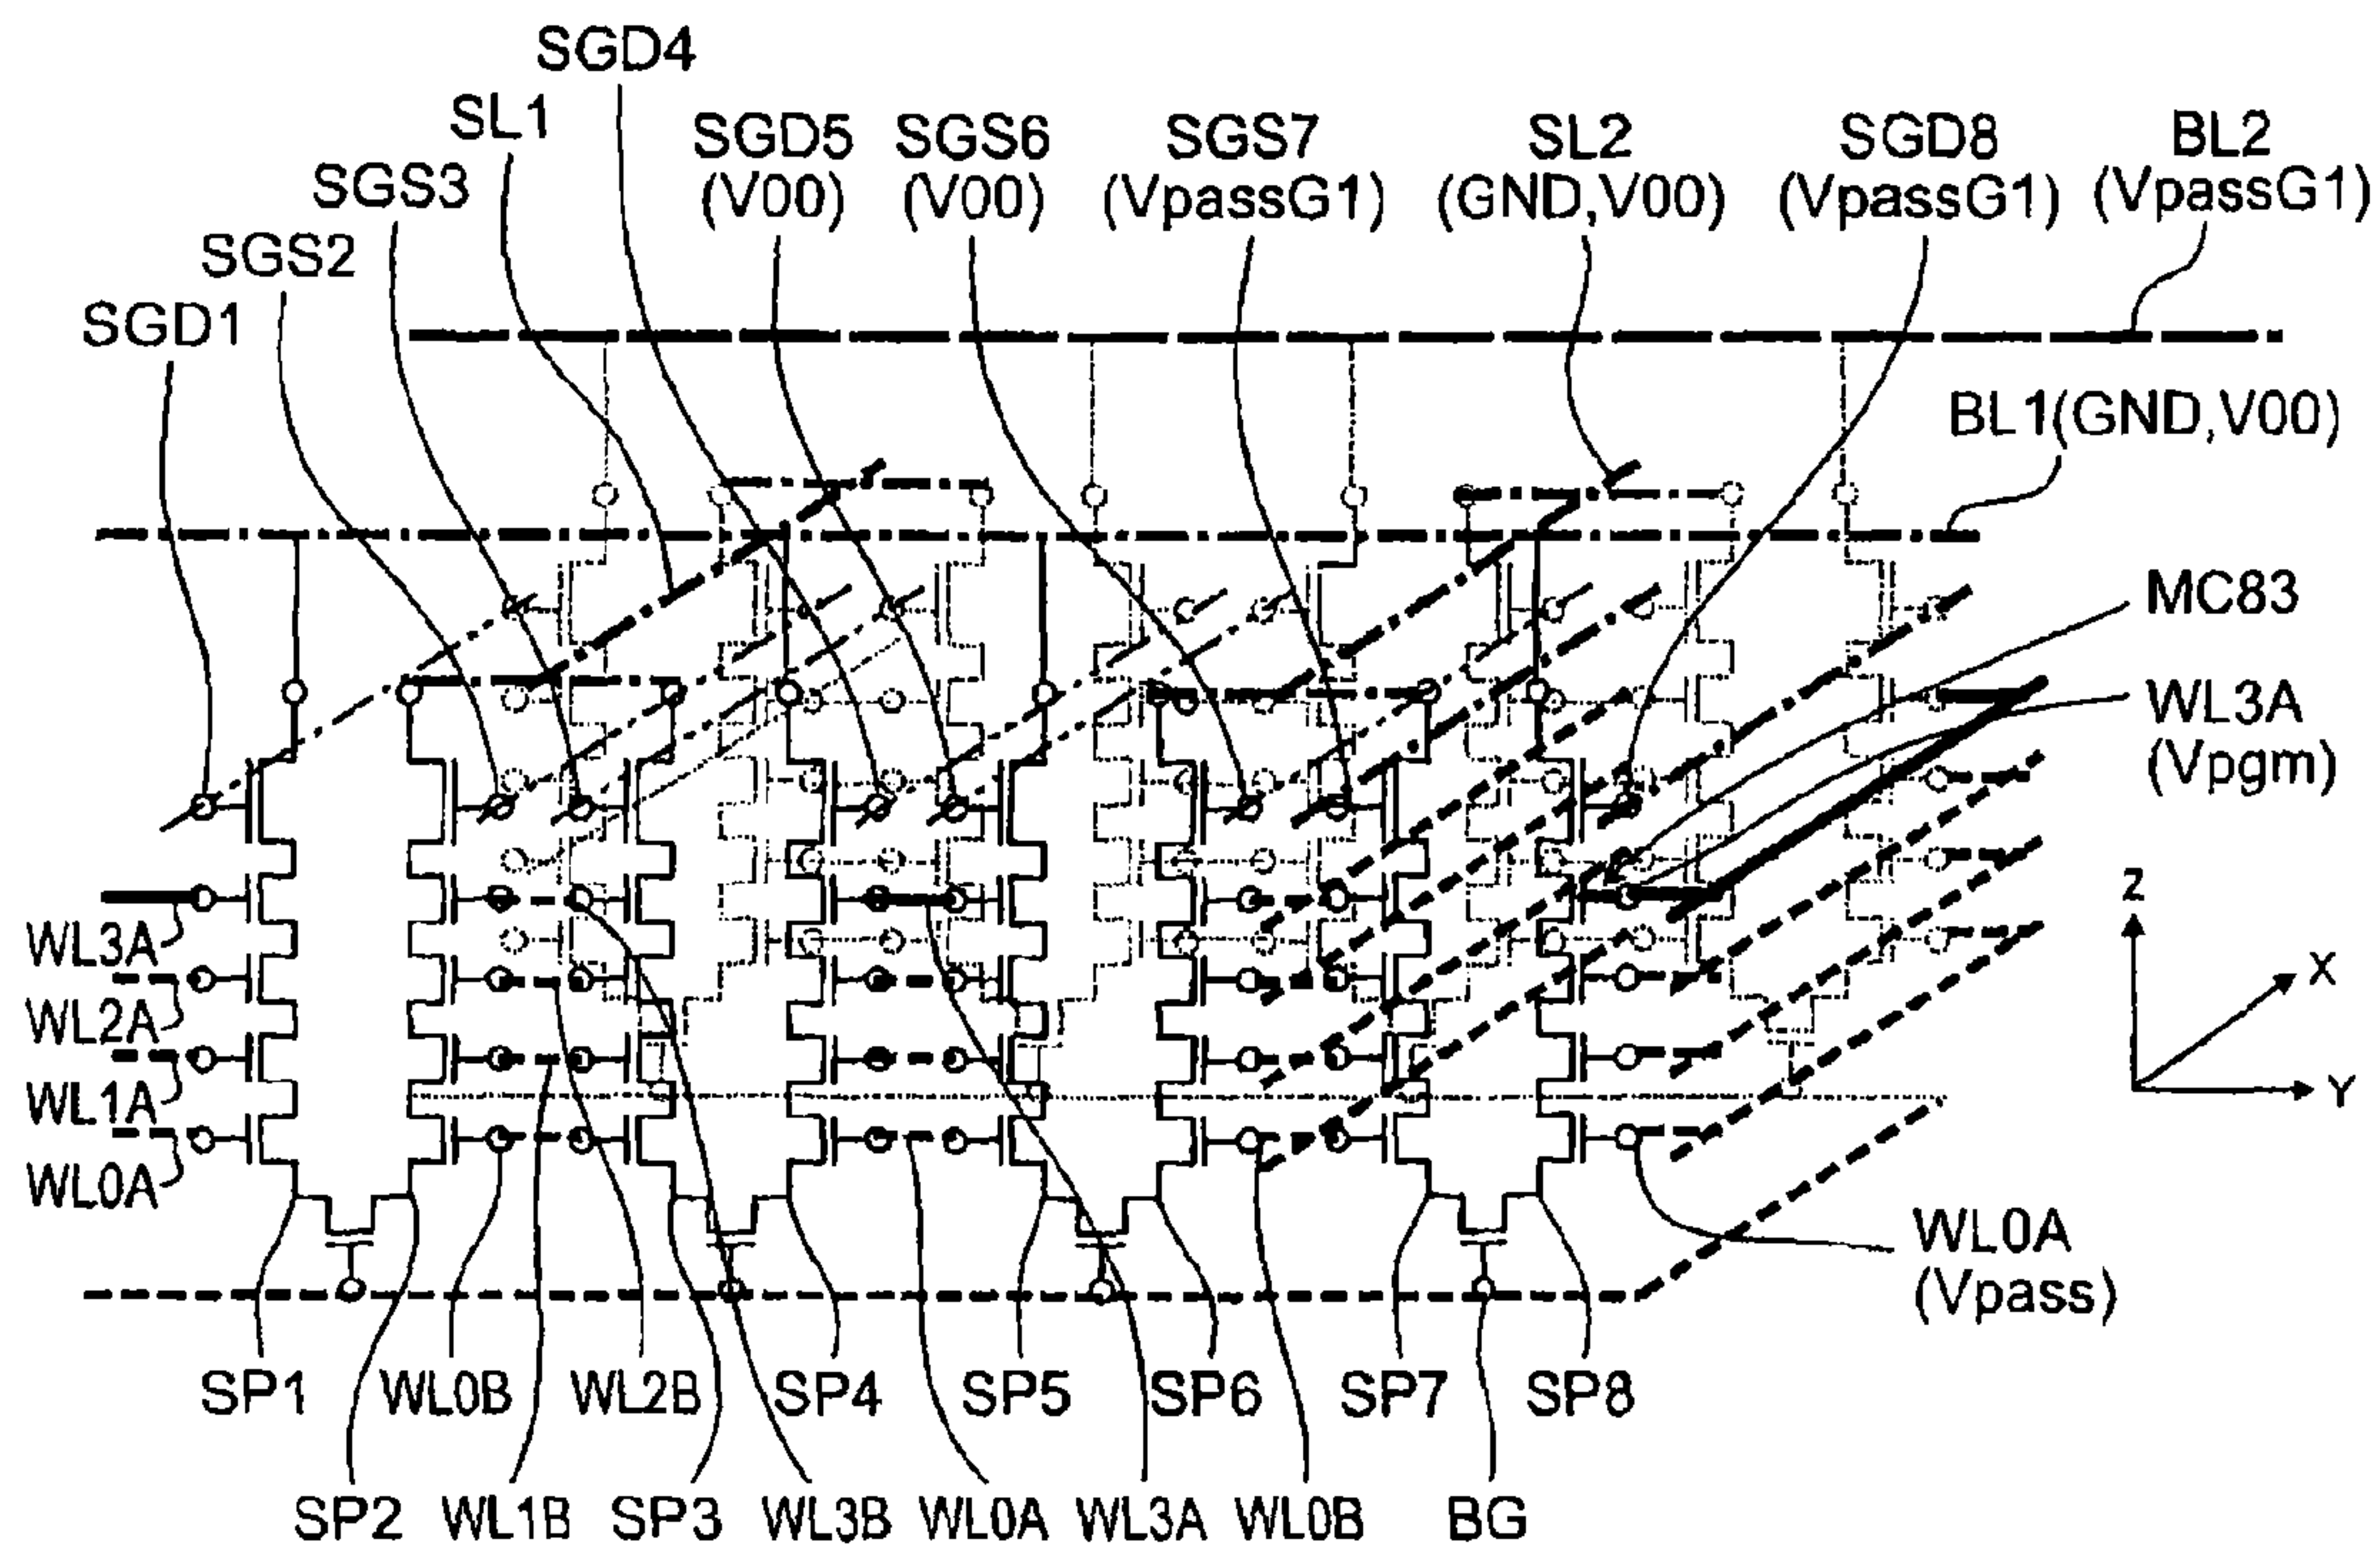 SGD4
SL1
SGD5
(V00)
SGS6
(V00)
SGS7
(VpassG1)
SL2
(GND,V00)
SGD8
(VpassG1)
BL2
(VpassG1)
SGS3
SGS2
SGD1
BL1(GND,V00)
MC83
WL3A
(Vpgm)
WL3A
WL2A
WL1A
WL0A
Z
X
Y
WL0A
(Vpass)
SP1
WL0B
WL2B
SP4
SP5
SP6
SP7
SP8
SP2
WL1B
SP3
WL3B
WL0A
WL3A
WL0B
BG